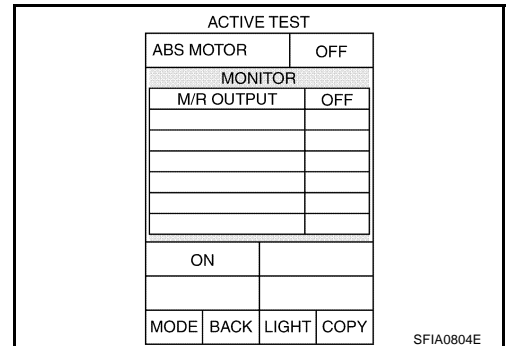 ACTIVE TEST
ABS MOTOR OFF
MONITOR
M/R OUTPUT OFF
ON
MODE BACK LIGHT COPY
SFIA0804E